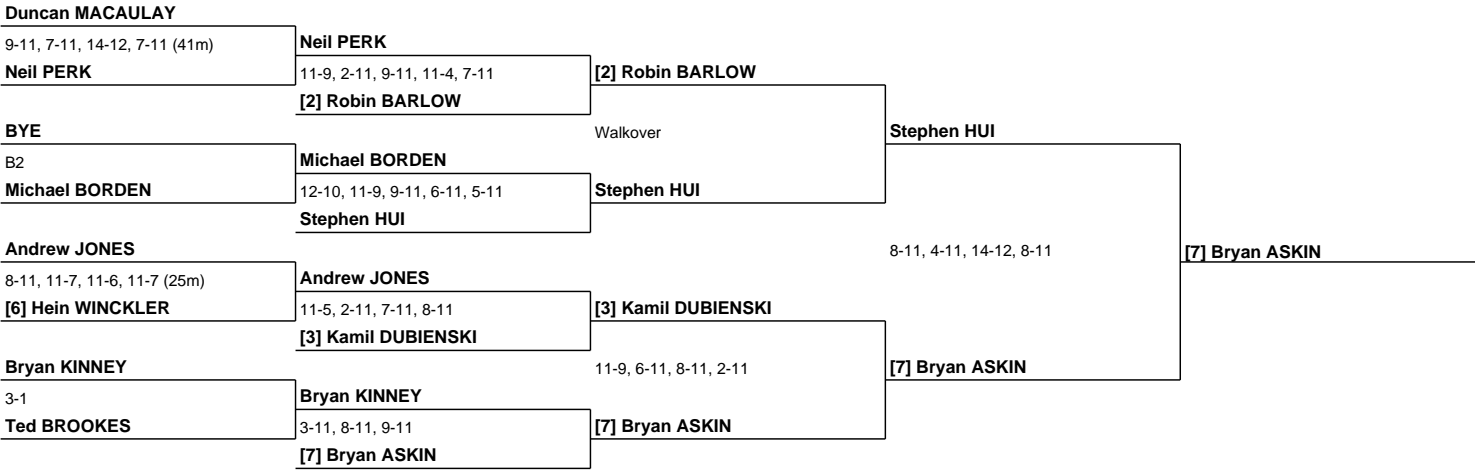 Duncan MACAULAY
9-11, 7-11, 14-12, 7-11 (41m)
Neil PERK
Neil PERK
11-9, 2-11, 9-11, 11-4, 7-11
[2] Robin BARLOW
[2] Robin BARLOW
BYE
B2
Michael BORDEN
Michael BORDEN
12-10, 11-9, 9-11, 6-11, 5-11
Stephen HUI
Walkover
Stephen HUI
Stephen HUI
Andrew JONES
8-11, 11-7, 11-6, 11-7 (25m)
[6] Hein WINCKLER
Andrew JONES
11-5, 2-11, 7-11, 8-11
[3] Kamil DUBIENSKI
[3] Kamil DUBIENSKI
8-11, 4-11, 14-12, 8-11
[7] Bryan ASKIN
Bryan KINNEY
3-1
Ted BROOKES
Bryan KINNEY
3-11, 8-11, 9-11
[7] Bryan ASKIN
11-9, 6-11, 8-11, 2-11
[7] Bryan ASKIN
[7] Bryan ASKIN